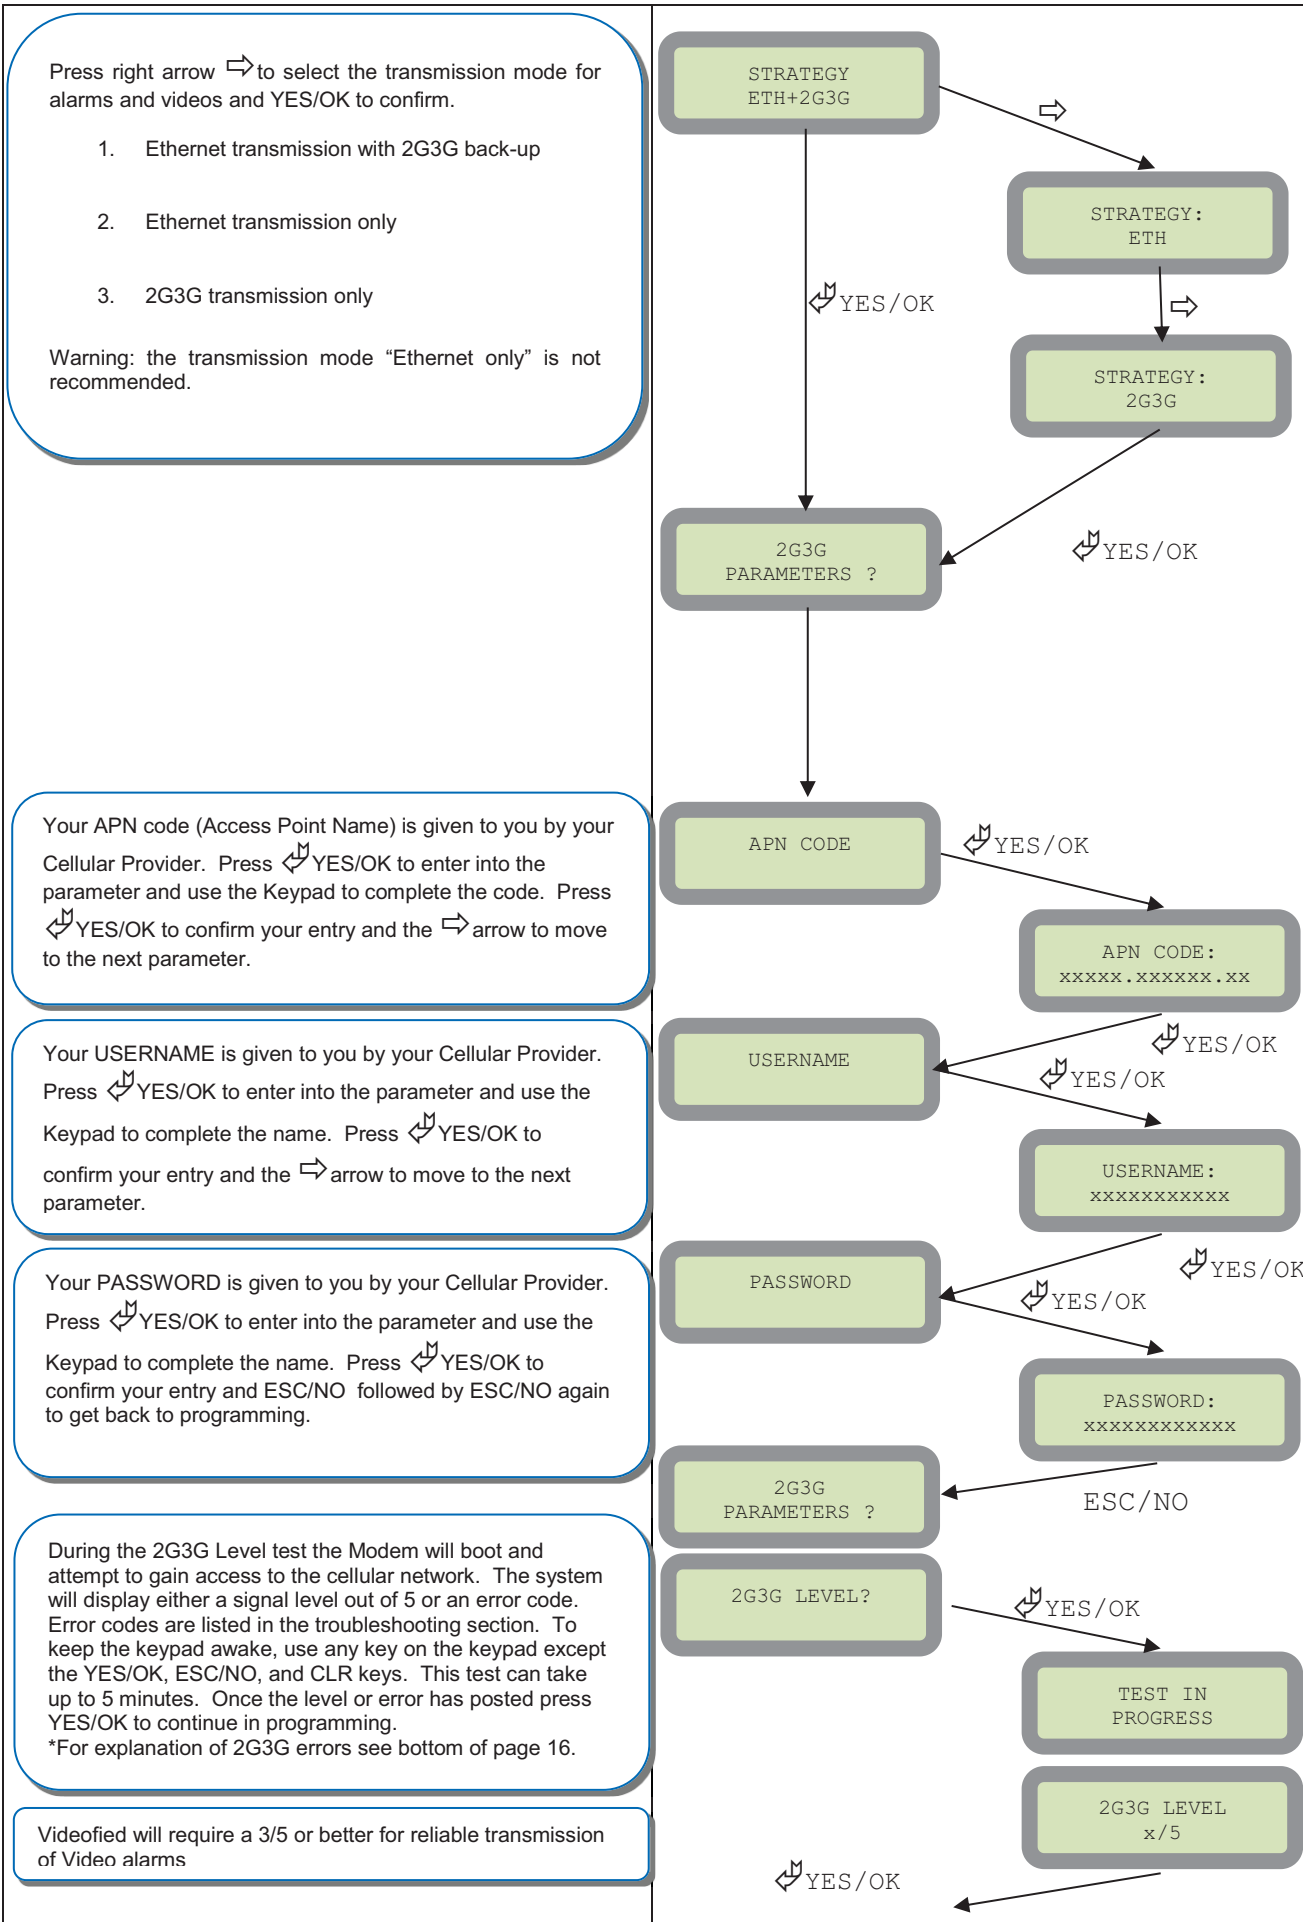 Press right arrow ⇨ to select the transmission mode for
alarms and videos and YES/OK to confirm.
1. Ethernet transmission with 2G3G back-up
2. Ethernet transmission only
3. 2G3G transmission only
Warning: the transmission mode “Ethernet only” is not
recommended.
STRATEGY
ETH+2G3G
⇨
STRATEGY:
ETH
YES/OK
⇨
STRATEGY:
2G3G
2G3G
PARAMETERS ?
YES/OK
Your APN code (Access Point Name) is given to you by your
Cellular Provider. Press YES/OK to enter into the
parameter and use the Keypad to complete the code. Press
YES/OK to confirm your entry and the ⇨ arrow to move
to the next parameter.
APN CODE
YES/OK
APN CODE:
xxxxx.xxxxxx.xx
YES/OK
Your USERNAME is given to you by your Cellular Provider.
Press YES/OK to enter into the parameter and use the
Keypad to complete the name. Press YES/OK to
confirm your entry and the ⇨ arrow to move to the next
parameter.
USERNAME
YES/OK
USERNAME:
xxxxxxxxxxx
YES/OK
Your PASSWORD is given to you by your Cellular Provider.
Press YES/OK to enter into the parameter and use the
Keypad to complete the name. Press YES/OK to
confirm your entry and ESC/NO followed by ESC/NO again
to get back to programming.
PASSWORD
YES/OK
PASSWORD:
xxxxxxxxxxxx
ESC/NO
2G3G
PARAMETERS ?
During the 2G3G Level test the Modem will boot and
attempt to gain access to the cellular network. The system
will display either a signal level out of 5 or an error code.
Error codes are listed in the troubleshooting section. To
keep the keypad awake, use any key on the keypad except
the YES/OK, ESC/NO, and CLR keys. This test can take
up to 5 minutes. Once the level or error has posted press
YES/OK to continue in programming.
*For explanation of 2G3G errors see bottom of page 16.
2G3G LEVEL?
YES/OK
TEST IN
PROGRESS
2G3G LEVEL
x/5
Videofied will require a 3/5 or better for reliable transmission
of Video alarms
YES/OK